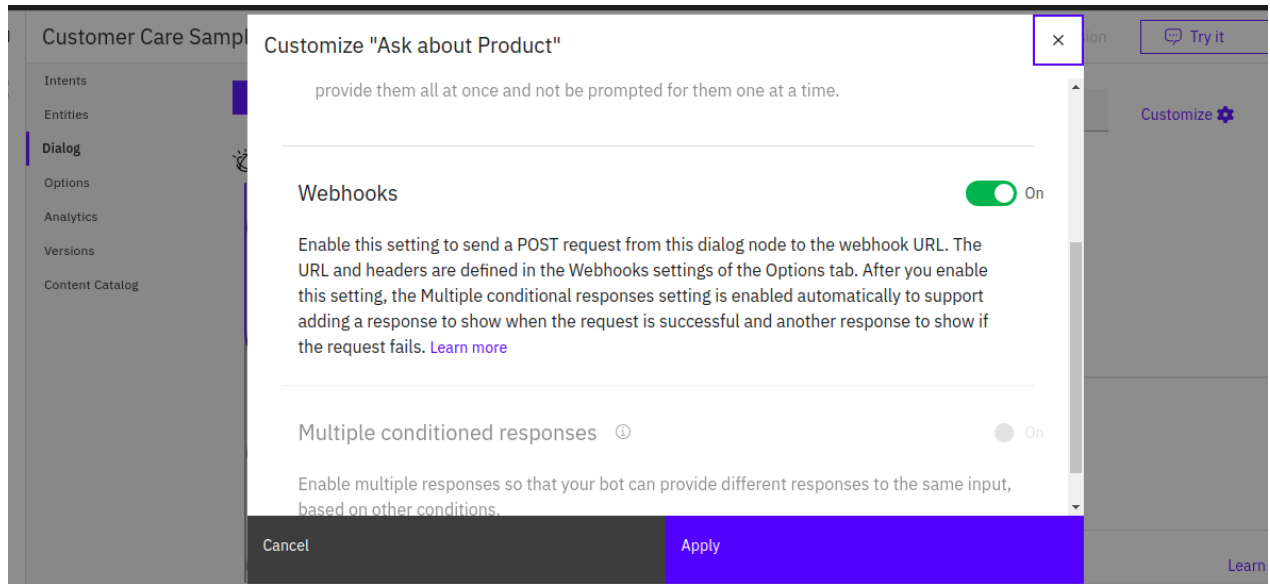 Customer Care Sampl
Customize "Ask about Product"
Try it
Intents
Entities
Dialog
Options
Analytics
Versions
Content Catalog
Customize
provide them all at once and not be prompted for them one at a time.
Webhooks
On
Enable this setting to send a POST request from this dialog node to the webhook URL. The
URL and headers are defined in the Webhooks settings of the Options tab. After you enable
this setting, the Multiple conditional responses setting is enabled automatically to support
adding a response to show when the request is successful and another response to show if
the request fails. Learn more
Multiple conditioned responses
On
Enable multiple responses so that your bot can provide different responses to the same input,
based on other conditions.
Cancel
Apply
Learn